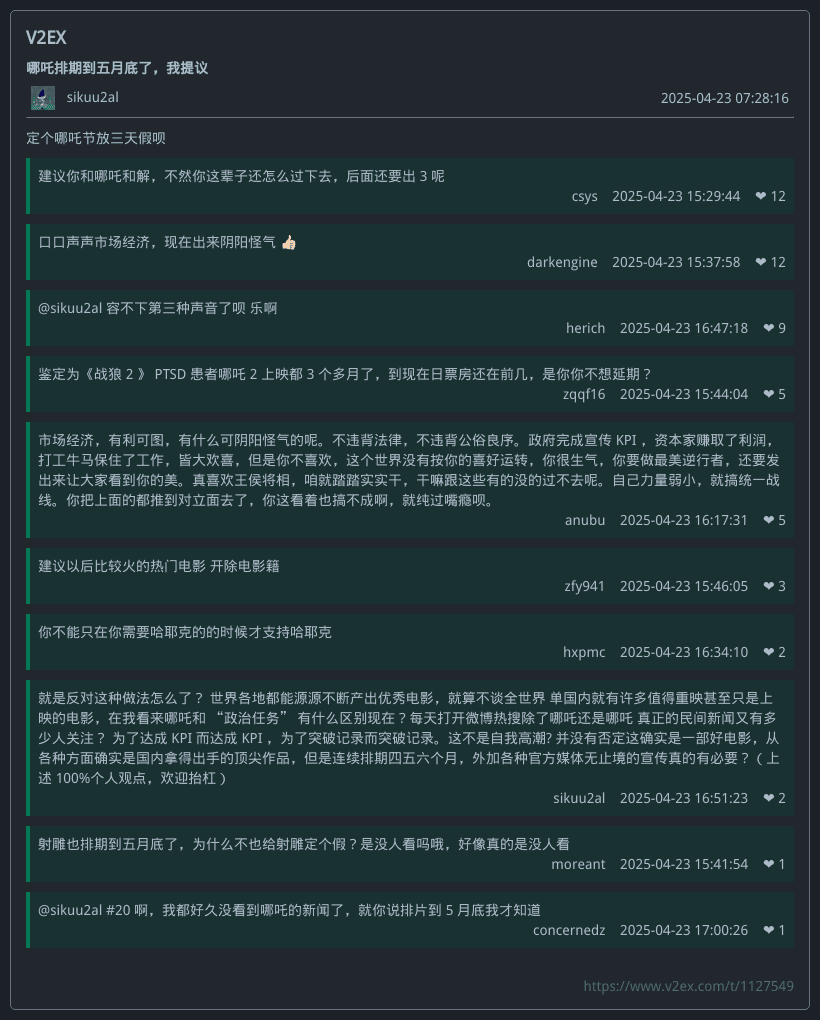 V2EX
哪吒排期到五月底了，我提议
sikuu2al
2025-04-23 07:28:16
定个哪吒节放三天假呗
建议你和哪吒和解，不然你这辈子还怎么过下去，后面还要出 3 呢
csys 2025-04-23 15:29:44 ❤ 12
口口声声市场经济，现在出来阴阳怪气 👍🏻
darkengine 2025-04-23 15:37:58 ❤ 12
@sikuu2al 容不下第三种声音了呗 乐啊
herich 2025-04-23 16:47:18 ❤ 9
鉴定为《战狼 2 》 PTSD 患者哪吒 2 上映都 3 个多月了，到现在日票房还在前几，是你你不想延期？
zqqf16 2025-04-23 15:44:04 ❤ 5
市场经济，有利可图，有什么可阴阳怪气的呢。不违背法律，不违背公俗良序。政府完成宣传 KPI ，资本家赚取了利润，
打工牛马保住了工作，皆大欢喜，但是你不喜欢，这个世界没有按你的喜好运转，你很生气，你要做最美逆行者，还要发
出来让大家看到你的美。真喜欢王侯将相，咱就踏踏实实干，干嘛跟这些有的没的过不去呢。自己力量弱小，就搞统一战
线。你把上面的都推到对立面去了，你这看着也搞不成啊，就纯过嘴瘾呗。
anubu 2025-04-23 16:17:31 ❤ 5
建议以后比较火的热门电影 开除电影籍
zfy941 2025-04-23 15:46:05 ❤ 3
你不能只在你需要哈耶克的的时候才支持哈耶克
hxpmc 2025-04-23 16:34:10 ❤ 2
就是反对这种做法怎么了？ 世界各地都能源源不断产出优秀电影，就算不谈全世界 单国内就有许多值得重映甚至只是上
映的电影，在我看来哪吒和 “政治任务” 有什么区别现在？每天打开微博热搜除了哪吒还是哪吒 真正的民间新闻又有多
少人关注？ 为了达成 KPI 而达成 KPI ，为了突破记录而突破记录。这不是自我高潮? 并没有否定这确实是一部好电影，从
各种方面确实是国内拿得出手的顶尖作品，但是连续排期四五六个月，外加各种官方媒体无止境的宣传真的有必要？（ 上
述 100%个人观点，欢迎抬杠 ）
sikuu2al 2025-04-23 16:51:23 ❤ 2
射雕也排期到五月底了，为什么不也给射雕定个假？是没人看吗哦，好像真的是没人看
moreant 2025-04-23 15:41:54 ❤ 1
@sikuu2al #20 啊，我都好久没看到哪吒的新闻了，就你说排片到 5 月底我才知道
concernedz 2025-04-23 17:00:26 ❤ 1
https://www.v2ex.com/t/1127549